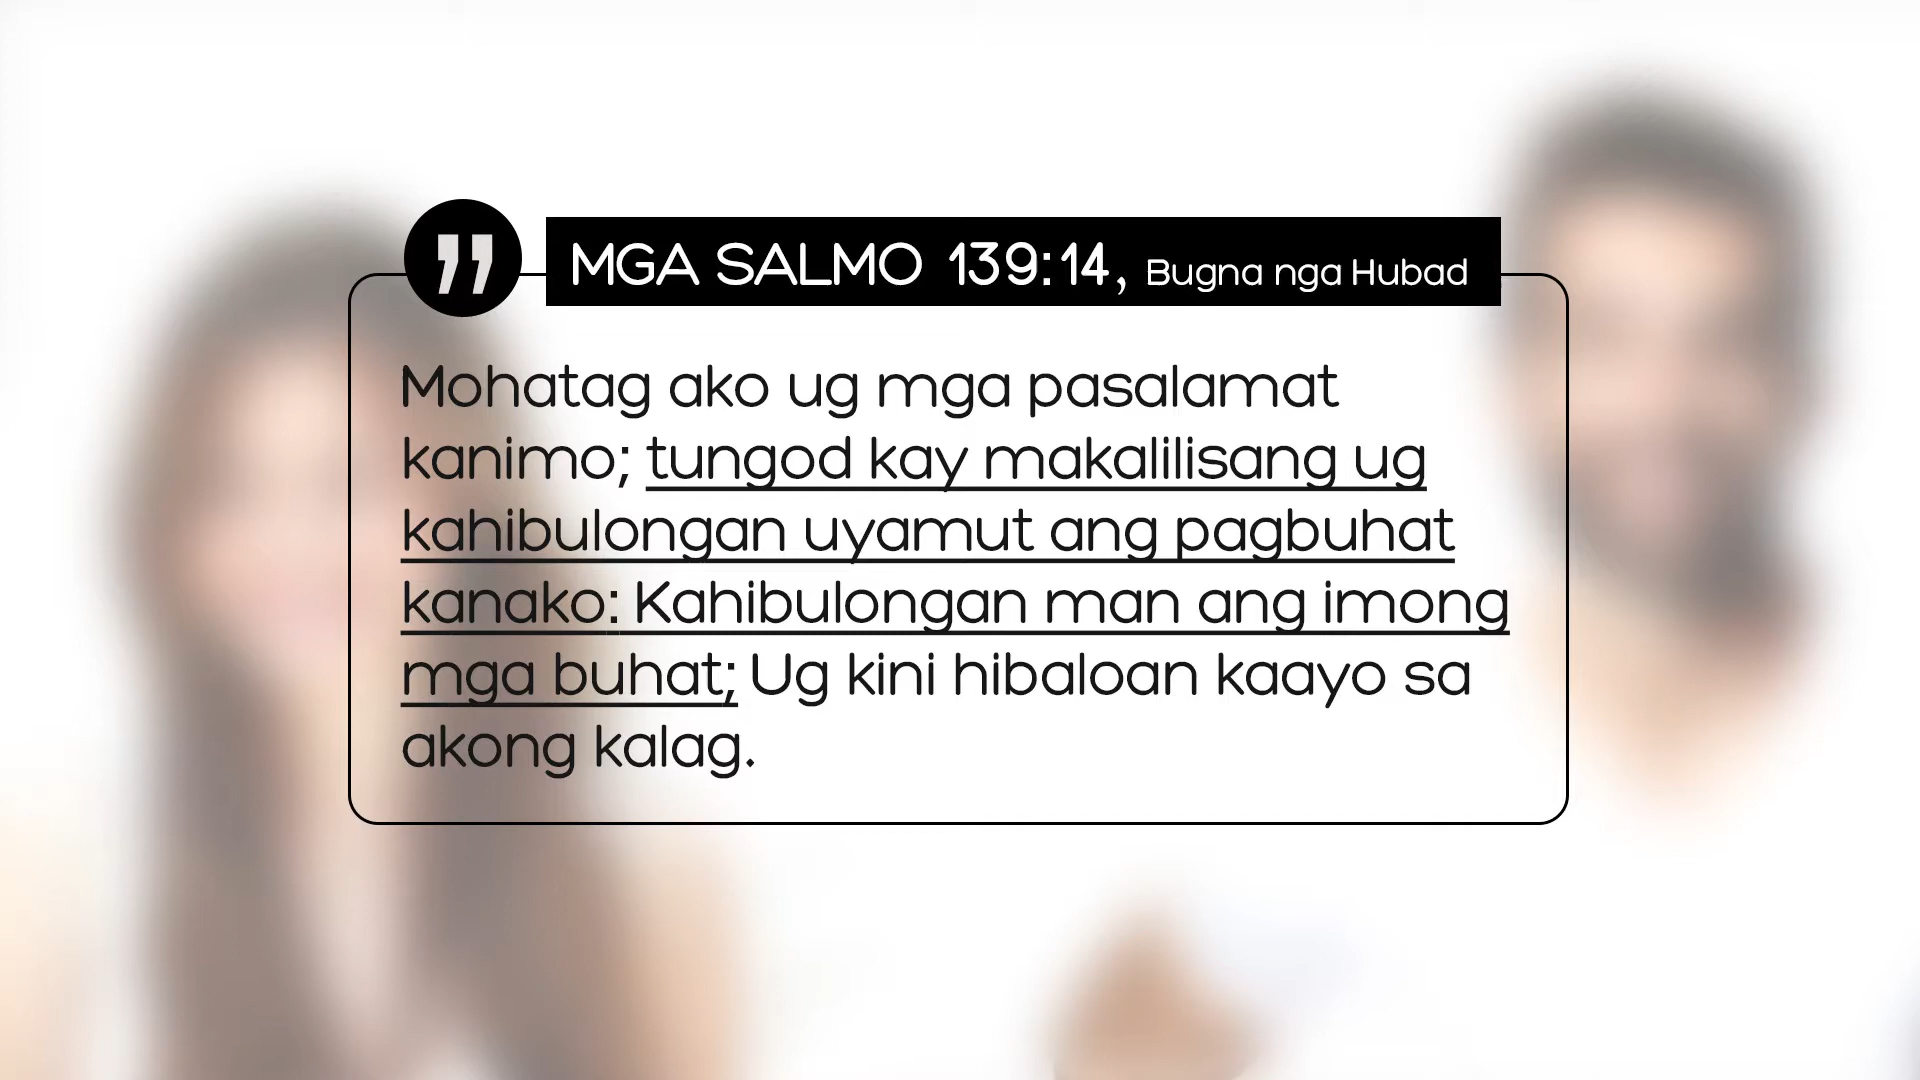 MGA SALMO 139:14, Bugna nga Hubad
Mohatag ako ug mga pasalamat
kanimo; tungod kay makalilisang ug
kahibulongan uyamut ang pagbuhat
kanako: Kahibulongan man ang imong
mga buhat; Ug kini hibaloan kaayo sa
akong kalag.